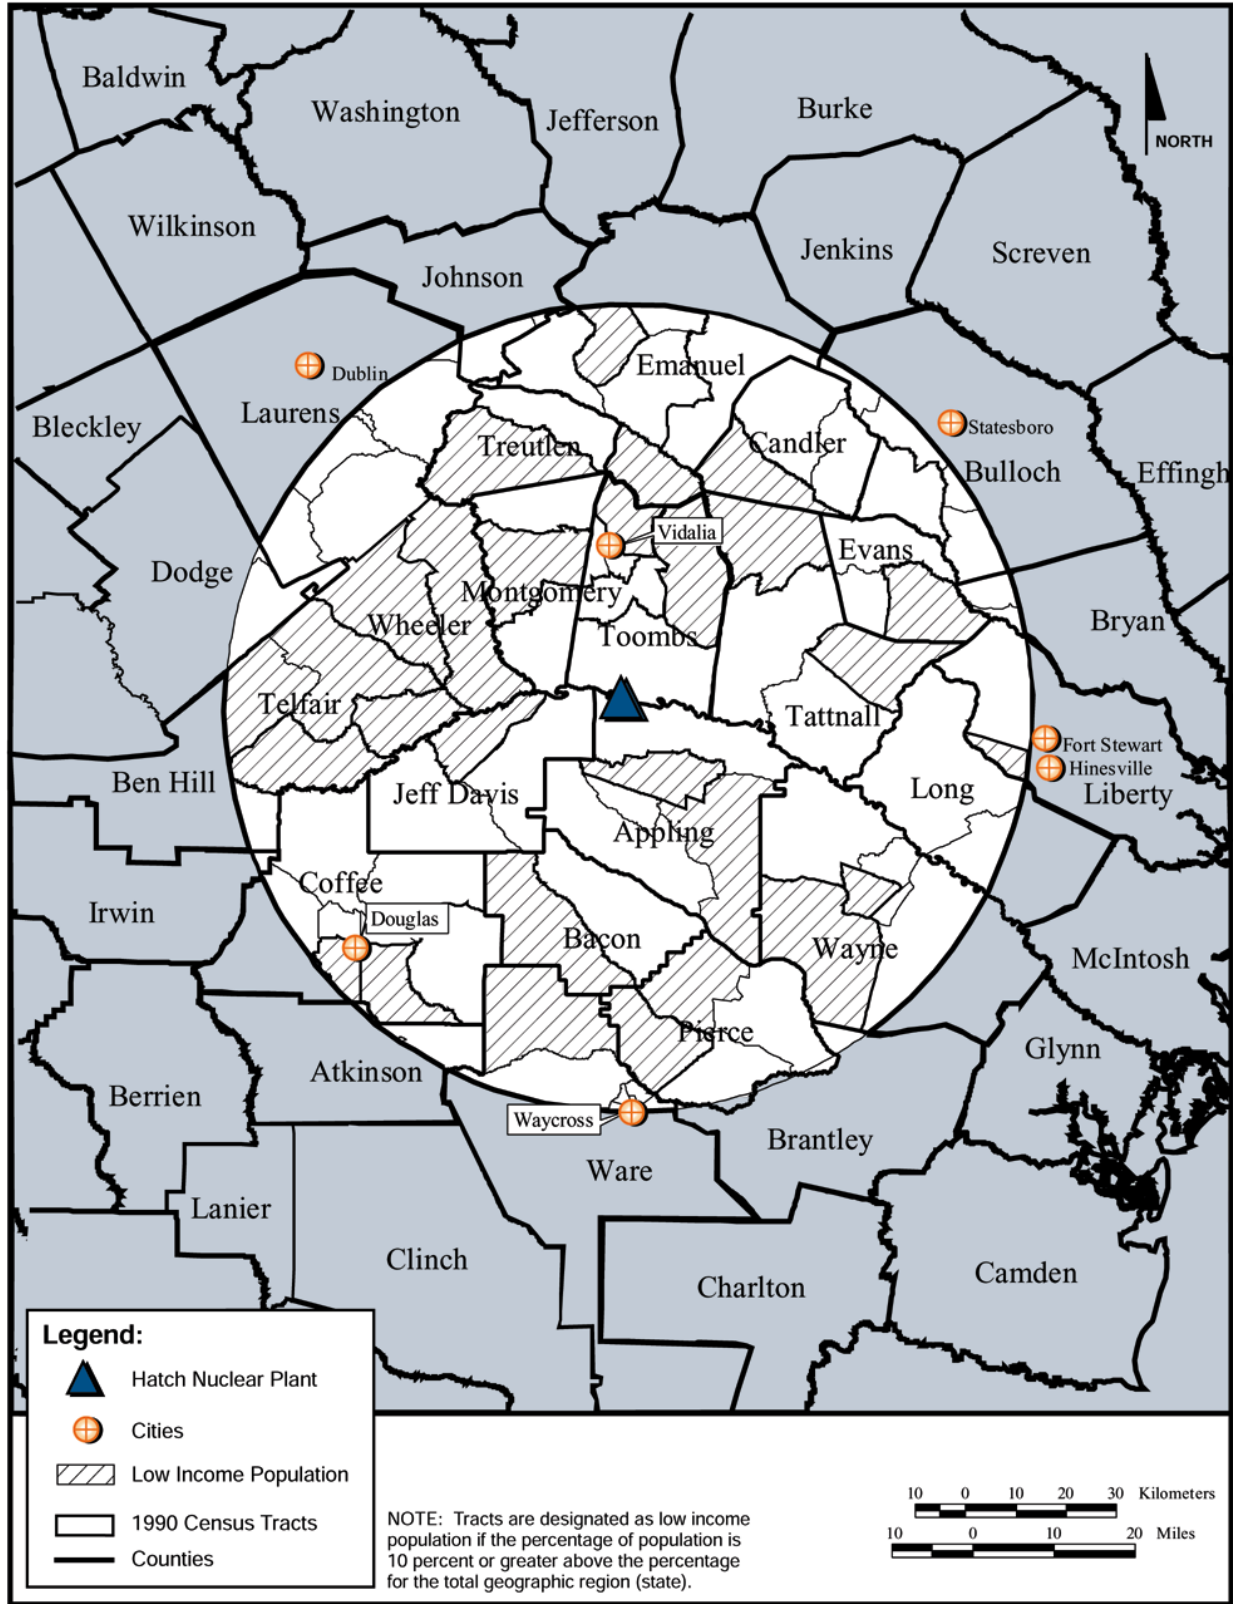 Baldwin
Washington
Jefferson
Burke
NORTH
Wilkinson
Johnson
Jenkins
Screven
Dublin
Emanuel
Laurens
Bleckley
Treutlen
Candler
Statesboro
Bulloch
Effingh
Vidalia
Evans
Dodge
Montgomery
Wheeler
Toombs
Bryan
Telfair
Tattnall
Fort Stewart
Hinesville
Ben Hill
Jeff Davis
Long
Liberty
Appling
Coffee
Irwin
Douglas
Bacon
Wayne
McIntosh
Pierce
Glynn
Atkinson
Berrien
Waycross
Brantley
Ware
Lanier
Clinch
Charlton
Camden
Legend:
Hatch Nuclear Plant
Cities
Low Income Population
1990 Census Tracts
Counties
NOTE: Tracts are designated as low income
population if the percentage of population is
10 percent or greater above the percentage
for the total geographic region (state).
10 0 10 20 30 Kilometers
10 0 10 20 Miles